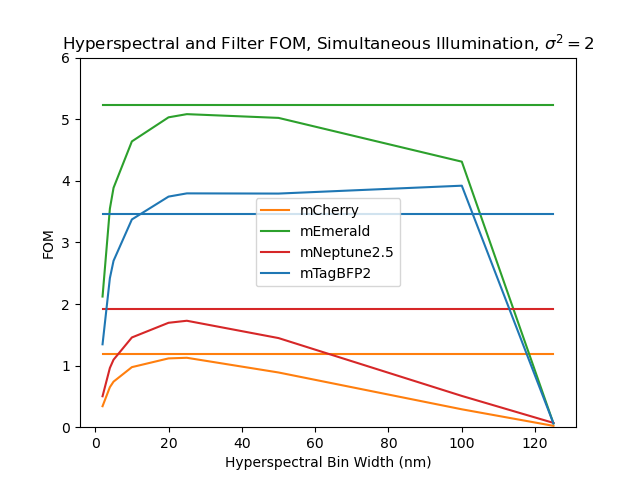 Hyperspectral and Filter FOM, Simultaneous Illumination, σ² = 2
FOM
6
5
4
3
2
1
0
mCherry
mEmerald
mNeptune2.5
mTagBFP2
0 20 40 60 80 100 120
Hyperspectral Bin Width (nm)